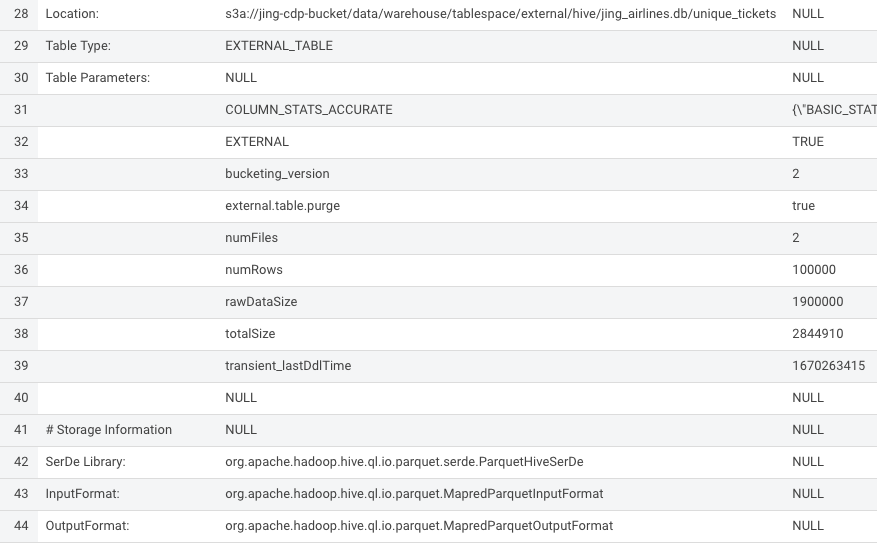 28 Location: s3a://jing-cdp-bucket/data/warehouse/tablespace/external/hive/jing_airlines.db/unique_tickets NULL
29 Table Type: EXTERNAL_TABLE NULL
30 Table Parameters: NULL NULL
31 COLUMN_STATS_ACCURATE {\"BASIC_STAT
32 EXTERNAL TRUE
33 bucketing_version 2
34 external.table.purge true
35 numFiles 2
36 numRows 100000
37 rawDataSize 1900000
38 totalSize 2844910
39 transient_lastDdlTime 1670263415
40 NULL NULL
41 # Storage Information NULL NULL
42 SerDe Library: org.apache.hadoop.hive.ql.io.parquet.serde.ParquetHiveSerDe NULL
43 InputFormat: org.apache.hadoop.hive.ql.io.parquet.MapredParquetInputFormat NULL
44 OutputFormat: org.apache.hadoop.hive.ql.io.parquet.MapredParquetOutputFormat NULL